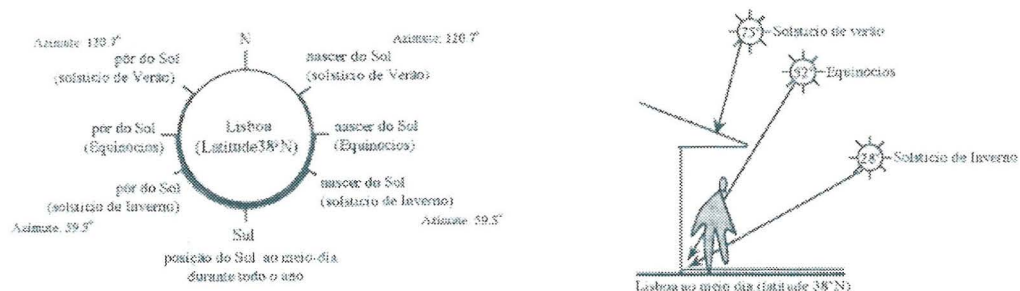 Azimute: 120.7°
pôr do Sol
(solstício de Verão)
N
Azimute: 120.7°
nascer do Sol
(solstício de Verão)
pôr do Sol
(Equinócios)
Lisboa
(Latitude38°N)
nascer do Sol
(Equinócios)
pôr do Sol
(solstício de Inverno)
Azimute: 59.5°
nascer do Sol
(solstício de Inverno)
Azimute: 59.5°
Sul
posição do Sol ao meio-dia
durante todo o ano
75°
Solstício de verão
52°
Equinócios
28°
Solstício de Inverno
Lisboa ao meio dia (latitude 38°N)